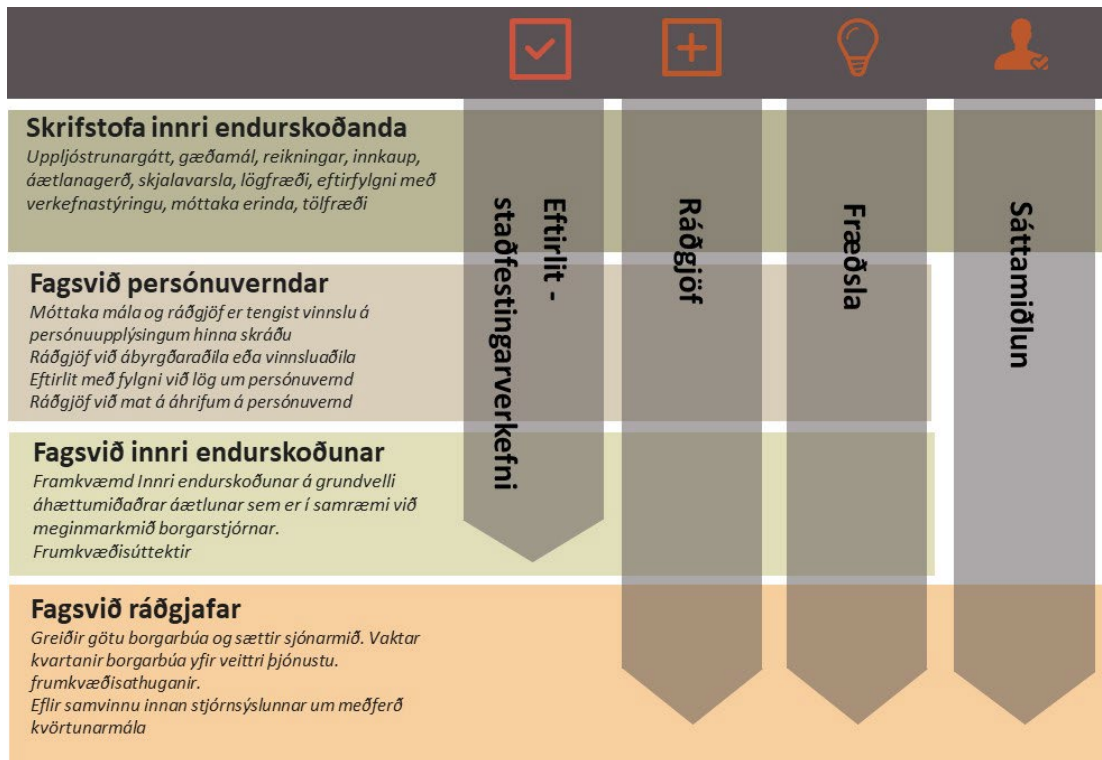 Skrifstofa innri endurskoðanda
Uppljóstrunargátt, gæðamál, reikningar, innkaup,
áætlanagerð, skjalavarsla, lögfræði, eftirfylgni með
verkefnastýringu, móttaka erinda, tölfræði
Fagsvið persónuverndar
Móttaka mála og ráðgjöf er tengist vinnslu á
persónuupplýsingum hinna skráðu
Ráðgjöf við ábyrgðaraðila eða vinnsluaðila
Eftirlit með fylgni við lög um persónuvernd
Ráðgjöf við mat á áhrifum á persónuvernd
Fagsvið innri endurskoðunar
Framkvæmd Innri endurskoðunar á grundvelli
áhættumiðaðrar áætlunar sem er í samræmi við
meginmarkmið borgarstjórnar.
Frumkvæðisúttektir
Fagsvið ráðgjafar
Greiðir götu borgarbúa og sættir sjónarmið. Vaktar
kvartanir borgarbúa yfir veittri þjónustu.
frumkvæðisathuganir.
Eflir samvinnu innan stjórnsýslunnar um meðferð
kvörtunarmála
Eftirlit -
staðfestingarverkefni
Ráðgjöf
Fræðsla
Sáttamiðlun